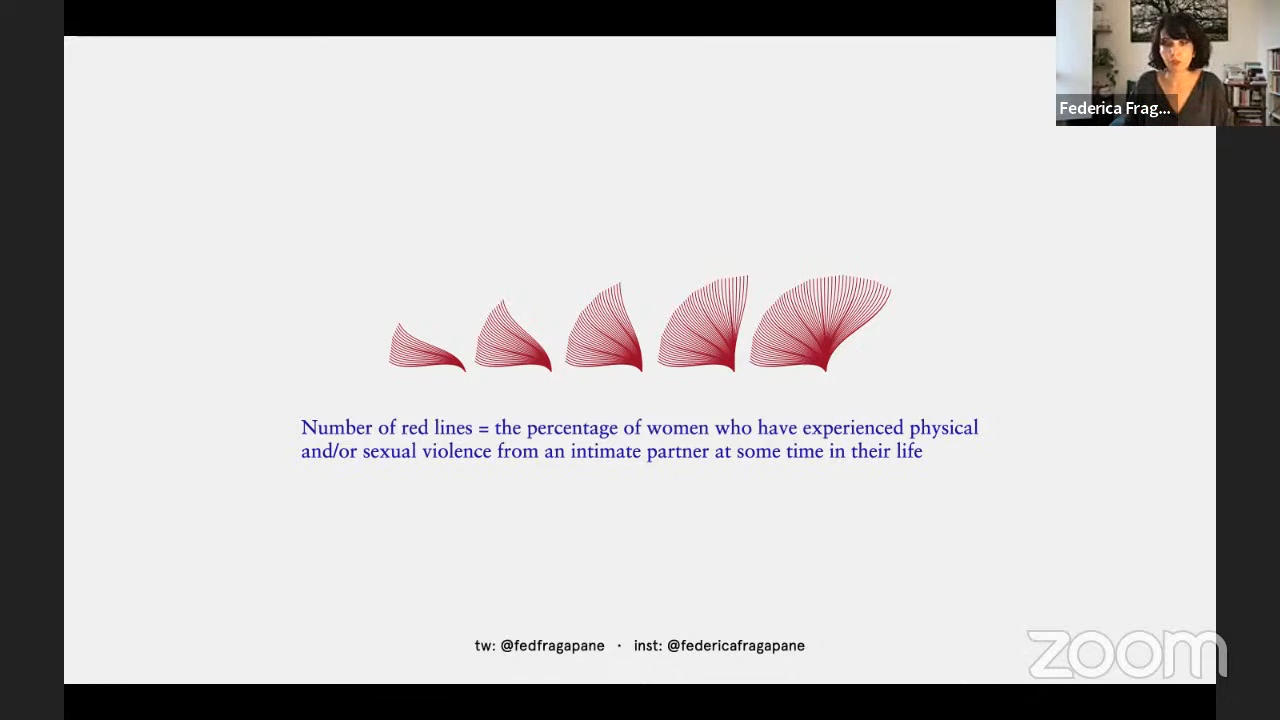 Federica Frag...
Number of red lines = the percentage of women who have experienced physical
and/or sexual violence from an intimate partner at some time in their life
tw: @fedfragapane · inst: @federicafragapane
zoom